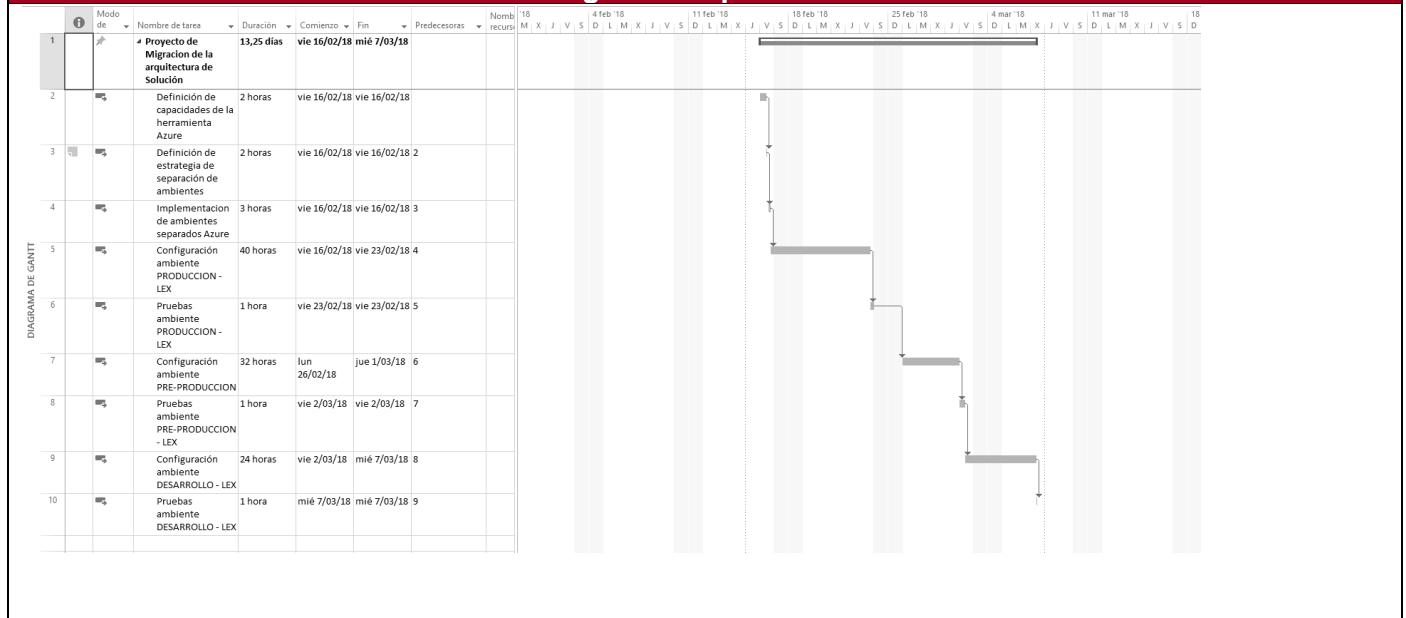 Modo
de Nombre de tarea Duración Comienzo Fin Predecesoras Nomb
recurs
'18 4 feb '18 11 feb '18 18 feb '18 25 feb '18 4 mar '18 11 mar '18 18
M X J V S D L M X J V S D L M X J V S D L M X J V S D L M X J V S D L M X J V S D L M X J V S D
1 Proyecto de 13,25 días vie 16/02/18 mié 7/03/18
Migracion de la
arquitectura de
Solución
2 Definición de 2 horas vie 16/02/18 vie 16/02/18
capacidades de la
herramienta
Azure
3 Definición de 2 horas vie 16/02/18 vie 16/02/18 2
estrategia de
separación de
ambientes
4 Implementacion 3 horas vie 16/02/18 vie 16/02/18 3
de ambientes
separados Azure
5 Configuración 40 horas vie 16/02/18 vie 23/02/18 4
ambiente
PRODUCCION -
LEX
6 Pruebas 1 hora vie 23/02/18 vie 23/02/18 5
ambiente
PRODUCCION -
LEX
7 Configuración 32 horas lun jue 1/03/18 6
ambiente 26/02/18
PRE-PRODUCCION
8 Pruebas 1 hora vie 2/03/18 vie 2/03/18 7
ambiente
PRE-PRODUCCION
- LEX
9 Configuración 24 horas vie 2/03/18 mié 7/03/18 8
ambiente
DESARROLLO - LEX
10 Pruebas 1 hora mié 7/03/18 mié 7/03/18 9
ambiente
DESARROLLO - LEX
DIAGRAMA DE GANTT